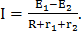 I = (E₁ − E₂) / (R+r₁+r₂).